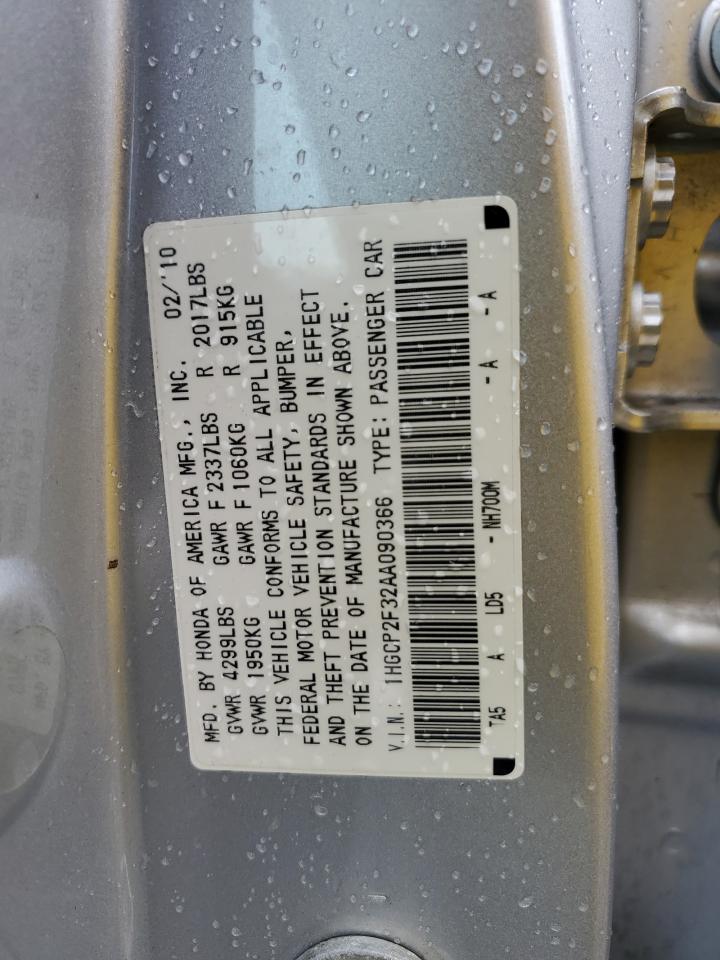 MFD. BY HONDA OF AMERICA MFG., INC. 02/'10
GVWR 4299LBS GAWR F 2337LBS R 2017LBS
GVWR 1950KG GAWR F 1060KG R 915KG
THIS VEHICLE CONFORMS TO ALL APPLICABLE
FEDERAL MOTOR VEHICLE SAFETY, BUMPER,
AND THEFT PREVENTION STANDARDS IN EFFECT
ON THE DATE OF MANUFACTURE SHOWN ABOVE.
V.I.N.: 1HGCP2F32AA090366 TYPE: PASSENGER CAR
TA5 A LD5 - NH700M - A - A